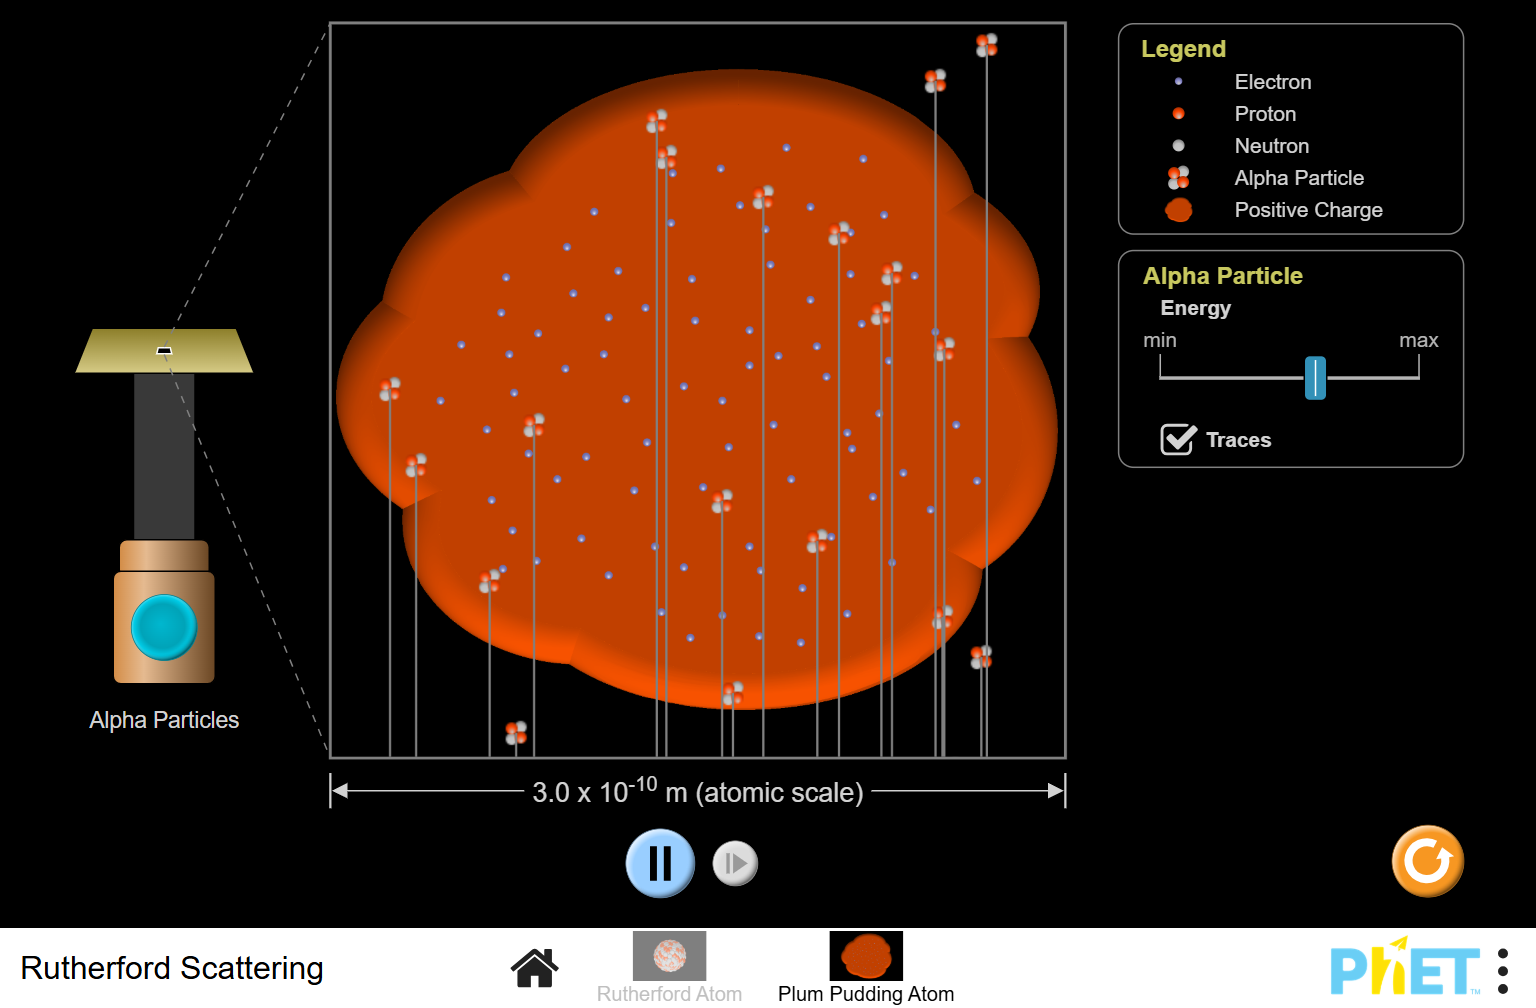 Legend
Electron
Proton
Neutron
Alpha Particle
Positive Charge
Alpha Particle
Energy
min max
Traces
Alpha Particles
3.0 x 10⁻¹⁰ m (atomic scale)
Rutherford Scattering
Rutherford Atom
Plum Pudding Atom
PhET™